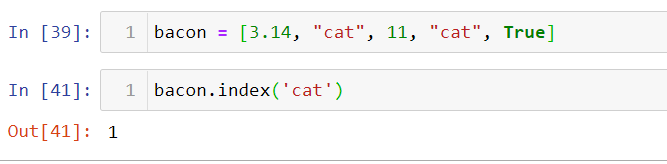 In [39]: 1 bacon = [3.14, "cat", 11, "cat", True]
In [41]: 1 bacon.index('cat')
Out[41]: 1